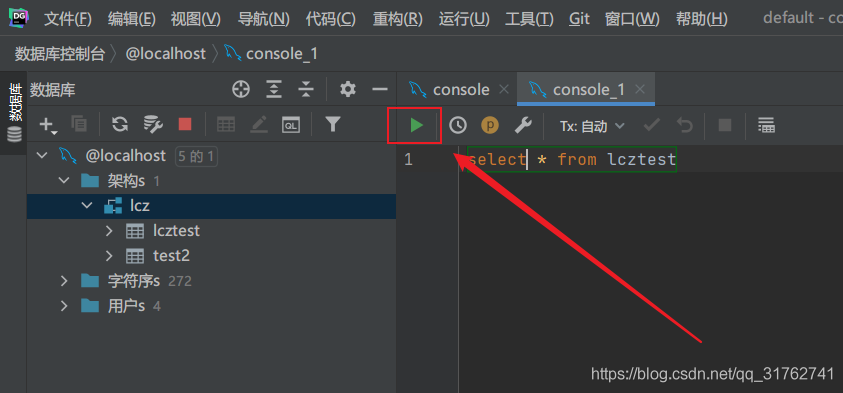 DG 文件(F) 编辑(E) 视图(V) 导航(N) 代码(C) 重构(R) 运行(U) 工具(T) Git 窗口(W) 帮助(H) default - co
数据库控制台 @localhost console_1
数据库
数据库
console
console_1
QL
p
Tx: 自动
@localhost 5 的 1
架构s 1
lcz
lcztest
test2
字符序s 272
用户s 4
1 select * from lcztest
https://blog.csdn.net/qq_31762741